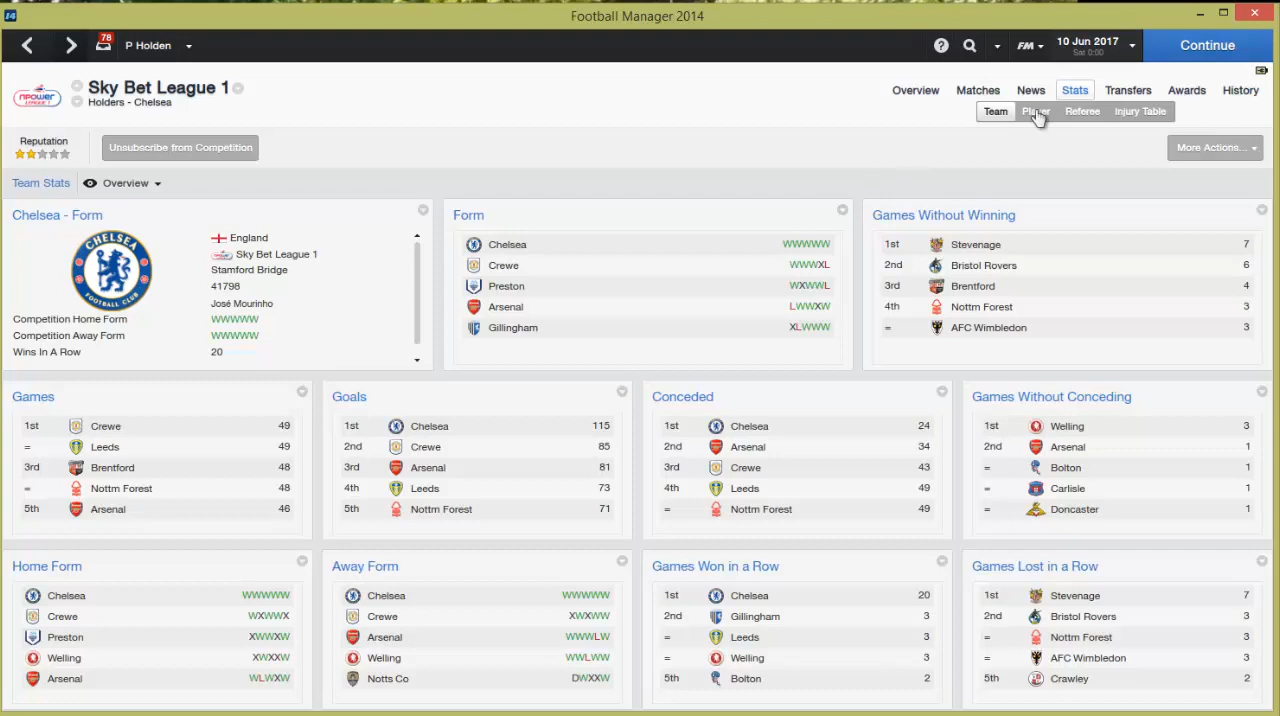 14
Football Manager 2014
78
P Holden
FM
10 Jun 2017
Sat 0:00
Continue
npower
LEAGUE 1
Sky Bet League 1
Holders - Chelsea
Overview Matches News Stats Transfers Awards History
Team Player Referee Injury Table
Reputation
Unsubscribe from Competition
More Actions...
Team Stats Overview
Chelsea - Form
CHELSEA
FOOTBALL CLUB
England
Sky Bet League 1
Stamford Bridge
41798
José Mourinho
Competition Home Form WWWWW
Competition Away Form WWWWW
Wins In A Row 20
Form
Chelsea WWWWW
Crewe WWWXL
Preston WXWWL
Arsenal LWWXW
Gillingham XLWWW
Games Without Winning
1st Stevenage 7
2nd Bristol Rovers 6
3rd Brentford 4
4th Nottm Forest 3
= AFC Wimbledon 3
Games
1st Crewe 49
= Leeds 49
3rd Brentford 48
= Nottm Forest 48
5th Arsenal 46
Goals
1st Chelsea 115
2nd Crewe 85
3rd Arsenal 81
4th Leeds 73
5th Nottm Forest 71
Conceded
1st Chelsea 24
2nd Arsenal 34
3rd Crewe 43
4th Leeds 49
= Nottm Forest 49
Games Without Conceding
1st Welling 3
2nd Arsenal 1
= Bolton 1
= Carlisle 1
= Doncaster 1
Home Form
Chelsea WWWWW
Crewe WXWWX
Preston XWWXW
Welling XWXXW
Arsenal WLWXW
Away Form
Chelsea WWWWW
Crewe XWXWW
Arsenal WWWLW
Welling WWLWW
Notts Co DWXXW
Games Won in a Row
1st Chelsea 20
2nd Gillingham 3
= Leeds 3
= Welling 3
5th Bolton 2
Games Lost in a Row
1st Stevenage 7
2nd Bristol Rovers 3
= Nottm Forest 3
= AFC Wimbledon 3
5th Crawley 2